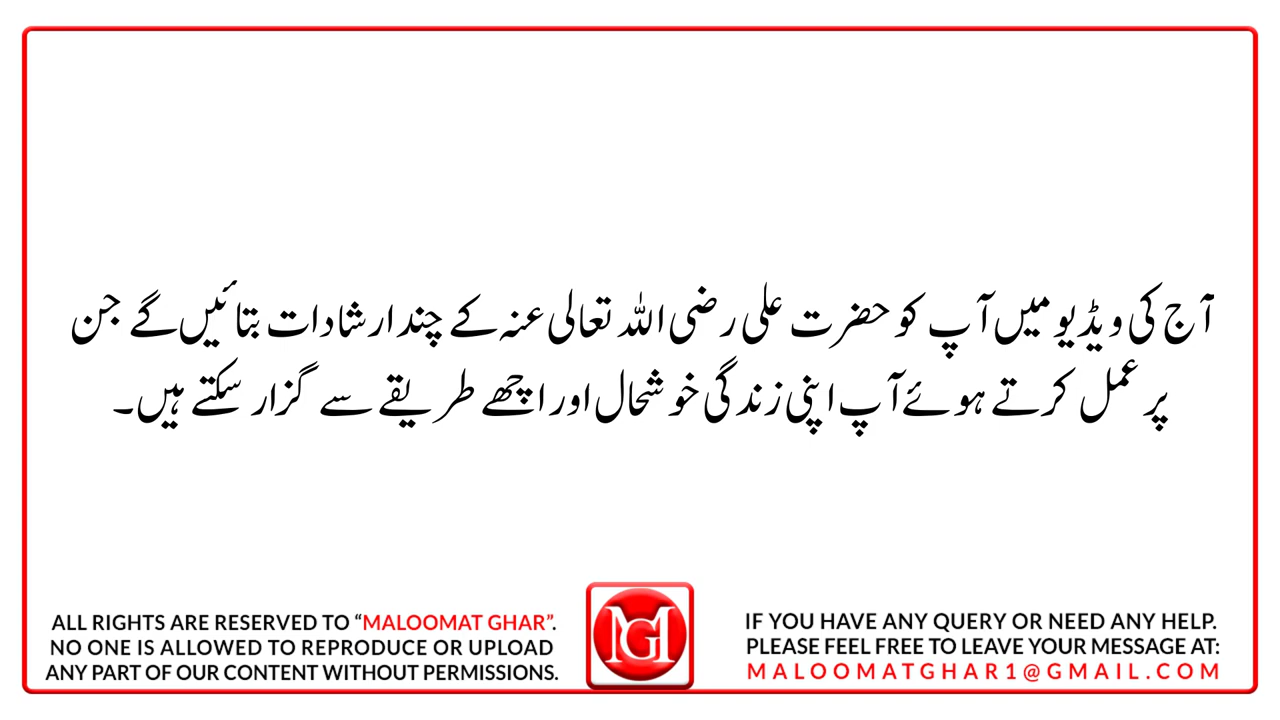 آج کی ویڈیو میں آپ کو حضرت علی رضی اللہ تعالی عنہ کے چند ارشادات بتائیں گے جن
پر عمل کرتے ہوئے آپ اپنی زندگی خوشحال اور اچھے طریقے سے گزار سکتے ہیں۔
ALL RIGHTS ARE RESERVED TO “MALOOMAT GHAR”.
NO ONE IS ALLOWED TO REPRODUCE OR UPLOAD
ANY PART OF OUR CONTENT WITHOUT PERMISSIONS.
MG
IF YOU HAVE ANY QUERY OR NEED ANY HELP.
PLEASE FEEL FREE TO LEAVE YOUR MESSAGE AT:
MALOOMATGHAR1@GMAIL.COM